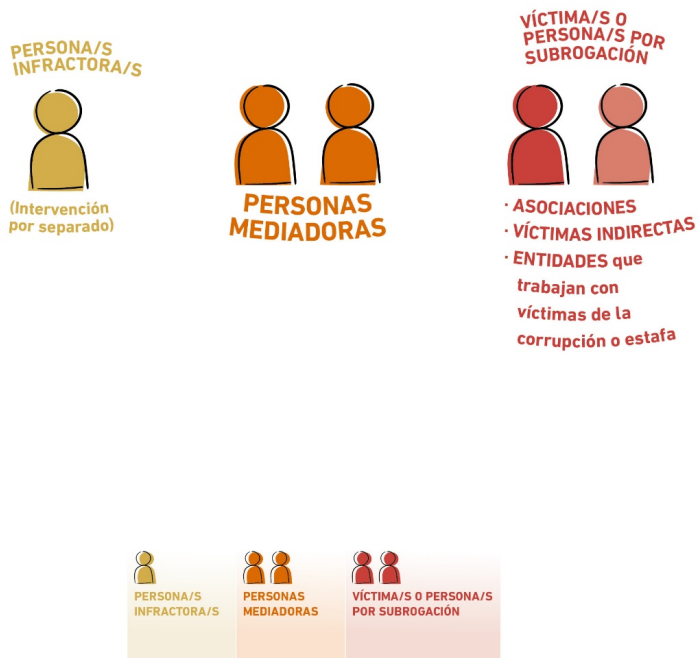 PERSONA/S
INFRACTORA/S
(Intervención
por separado)
PERSONAS
MEDIADORAS
VÍCTIMA/S O
PERSONA/S POR
SUBROGACIÓN
· ASOCIACIONES
· VÍCTIMAS INDIRECTAS
· ENTIDADES que
trabajan con
víctimas de la
corrupción o estafa
PERSONA/S
INFRACTORA/S
PERSONAS
MEDIADORAS
VÍCTIMA/S O PERSONA/S
POR SUBROGACIÓN